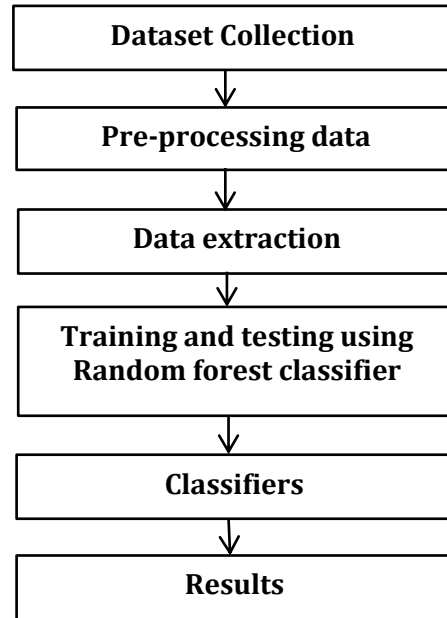 Dataset Collection
Pre-processing data
Data extraction
Training and testing using
Random forest classifier
Classifiers
Results